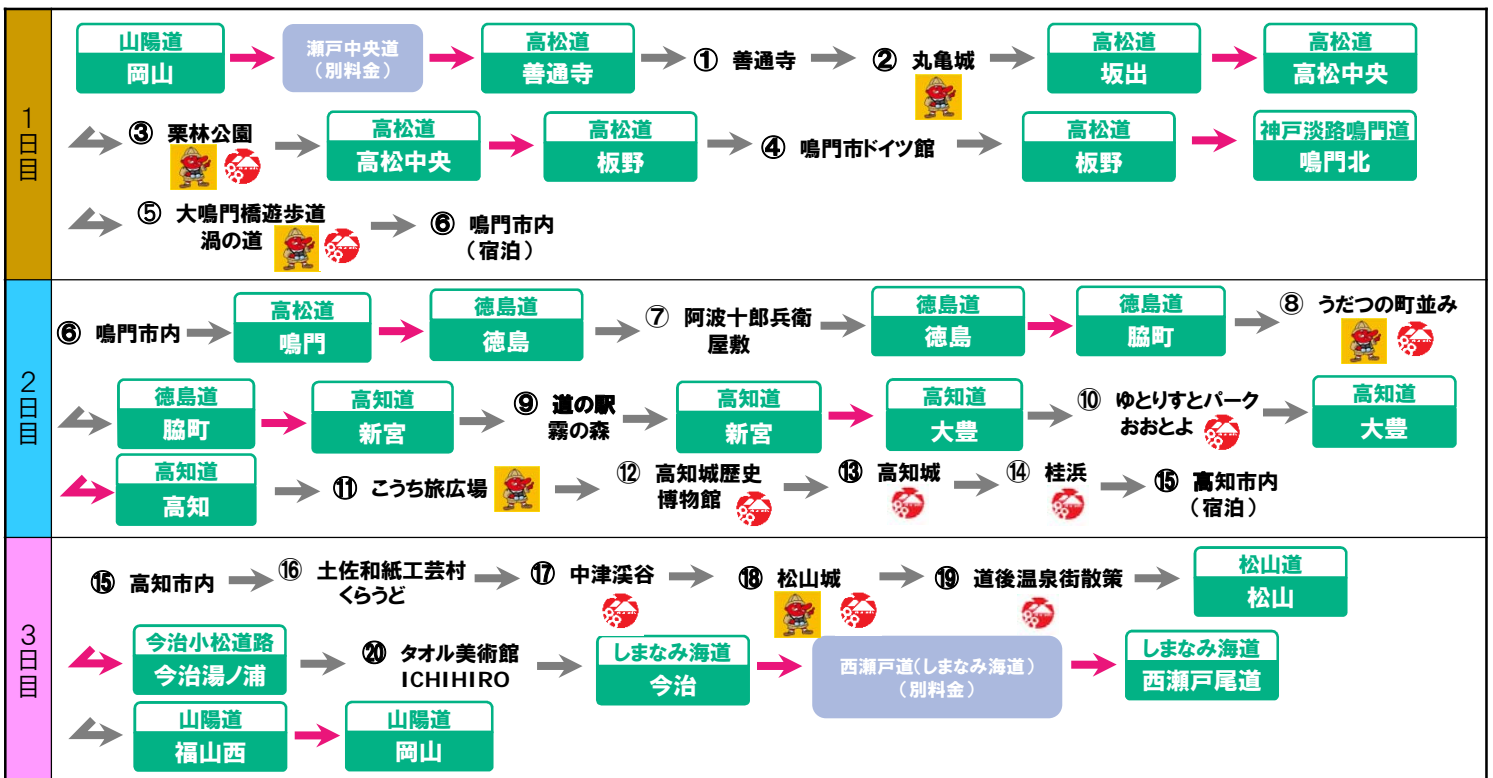 1日目
山陽道
岡山
瀬戸中央道
（別料金）
高松道
善通寺
① 善通寺
② 丸亀城
高松道
坂出
高松道
高松中央
③ 栗林公園
高松道
高松中央
高松道
板野
④ 鳴門市ドイツ館
高松道
板野
神戸淡路鳴門道
鳴門北
⑤ 大鳴門橋遊歩道
渦の道
⑥ 鳴門市内
（宿泊）
2日目
⑥ 鳴門市内
高松道
鳴門
徳島道
徳島
⑦ 阿波十郎兵衛
屋敷
徳島道
徳島
徳島道
脇町
⑧ うだつの町並み
徳島道
脇町
高知道
新宮
⑨ 道の駅
霧の森
高知道
新宮
高知道
大豊
⑩ ゆとりすとパーク
おおとよ
高知道
大豊
高知道
高知
⑪ こうち旅広場
⑫ 高知城歴史
博物館
⑬ 高知城
⑭ 桂浜
⑮ 高知市内
（宿泊）
3日目
⑮ 高知市内
⑯ 土佐和紙工芸村
くらうど
⑰ 中津渓谷
⑱ 松山城
⑲ 道後温泉街散策
松山道
松山
今治小松道路
今治湯ノ浦
⑳ タオル美術館
ICHIHIRO
しまなみ海道
今治
西瀬戸道（しまなみ海道）
（別料金）
しまなみ海道
西瀬戸尾道
山陽道
福山西
山陽道
岡山